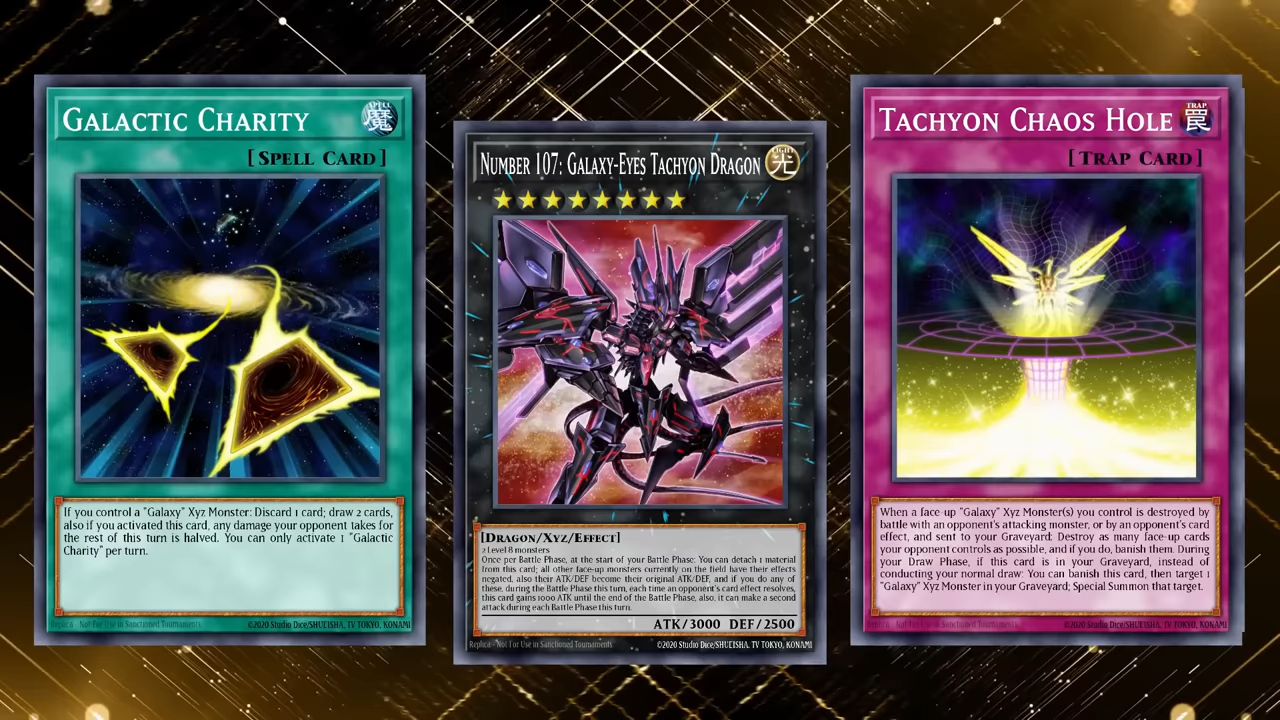 GALACTIC CHARITY
SPELL
魔
[SPELL CARD]
If you control a "Galaxy" Xyz Monster: Discard 1 card; draw 2 cards,
also if you activated this card, any damage your opponent takes for
the rest of this turn is halved. You can only activate 1 "Galactic
Charity" per turn.
Replica - Not For Use in Sanctioned Tournaments
©2020 Studio Dice/SHUEISHA, TV TOKYO, KONAMI
NUMBER 107: GALAXY-EYES TACHYON DRAGON
LIGHT
光
[DRAGON/XYZ/EFFECT]
2 Level 8 monsters
Once per Battle Phase, at the start of your Battle Phase: You can detach 1 material
from this card; all other face-up monsters currently on the field have their effects
negated, also their ATK/DEF become their original ATK/DEF, and if you do any of
these, during the Battle Phase this turn, each time an opponent's card effect resolves,
this card gains 1000 ATK until the end of the Battle Phase, also, it can make a second
attack during each Battle Phase this turn.
ATK/3000 DEF/2500
Replica - Not For Use in Sanctioned Tournaments
©2020 Studio Dice/SHUEISHA, TV TOKYO, KONAMI
TACHYON CHAOS HOLE
TRAP
罠
[TRAP CARD]
When a face-up "Galaxy" Xyz Monster(s) you control is destroyed by
battle with an opponent's attacking monster, or by an opponent's card
effect, and sent to your Graveyard: Destroy as many face-up cards
your opponent controls as possible, and if you do, banish them. During
your Draw Phase, if this card is in your Graveyard, instead of
conducting your normal draw: You can banish this card, then target 1
"Galaxy" Xyz Monster in your Graveyard; Special Summon that target.
Replica - Not For Use in Sanctioned Tournaments
©2020 Studio Dice/SHUEISHA, TV TOKYO, KONAMI